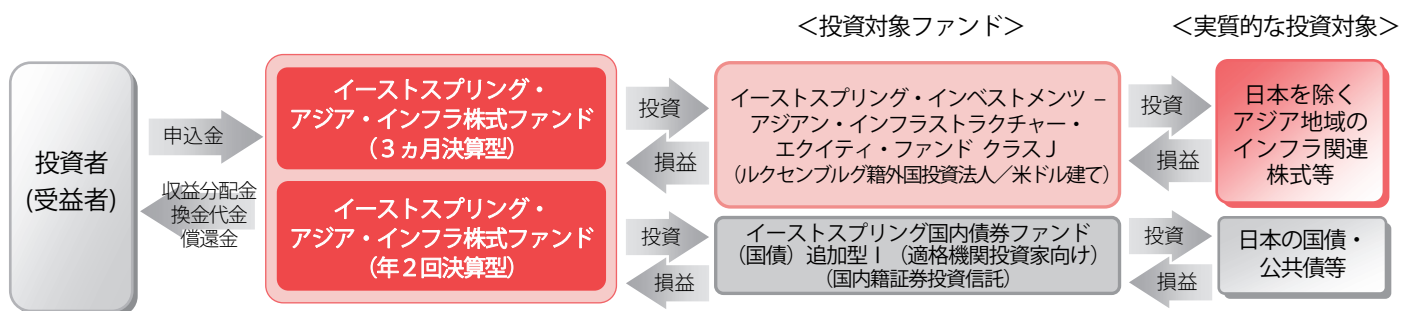 ＜投資対象ファンド＞
＜実質的な投資対象＞
投資者
(受益者)
申込金
収益分配金
換金代金
償還金
イーストスプリング・
アジア・インフラ株式ファンド
（３ヵ月決算型）
イーストスプリング・
アジア・インフラ株式ファンド
（年２回決算型）
投資
損益
投資
損益
イーストスプリング・インベストメンツ －
アジアン・インフラストラクチャー・
エクイティ・ファンド クラスＪ
（ルクセンブルグ籍外国投資法人／米ドル建て）
イーストスプリング国内債券ファンド
（国債）追加型Ⅰ（適格機関投資家向け）
（国内籍証券投資信託）
投資
損益
投資
損益
日本を除く
アジア地域の
インフラ関連
株式等
日本の国債・
公共債等